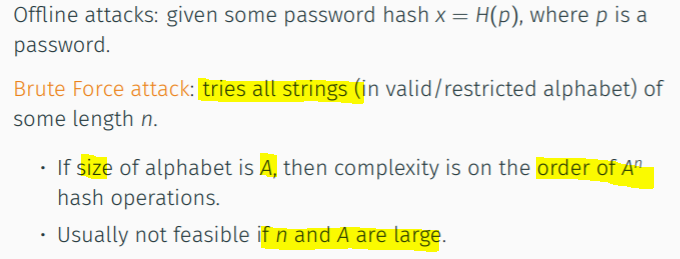 Offline attacks: given some password hash x = H(p), where p is a
password.
Brute Force attack: tries all strings (in valid/restricted alphabet) of
some length n.
· If size of alphabet is A, then complexity is on the order of Aⁿ
hash operations.
· Usually not feasible if n and A are large.